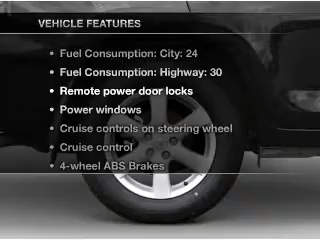 VEHICLE FEATURES
• Fuel Consumption: City: 24
• Fuel Consumption: Highway: 30
• Remote power door locks
• Power windows
• Cruise controls on steering wheel
• Cruise control
• 4-wheel ABS Brakes